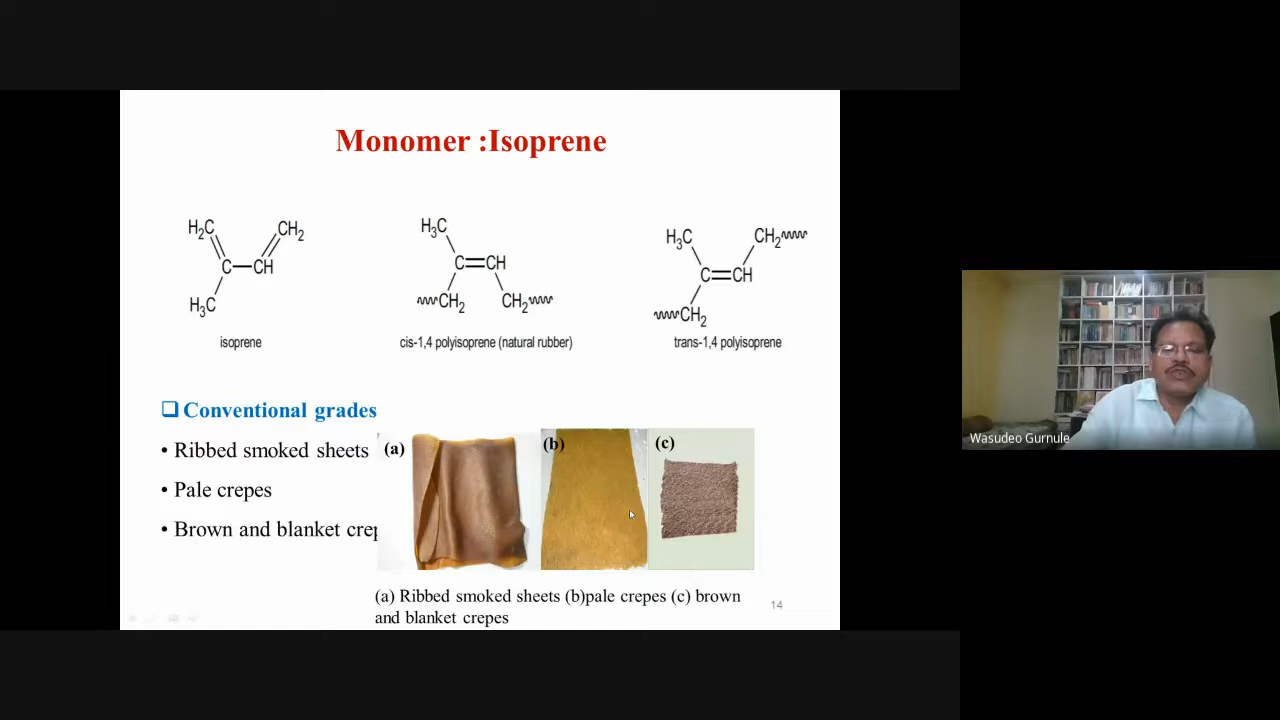 Monomer :Isoprene
H2C
CH2
C
CH
H3C
isoprene
H3C
C
CH
CH2
CH2
cis-1,4 polyisoprene (natural rubber)
H3C
CH2
C
CH
CH2
trans-1,4 polyisoprene
Conventional grades
• Ribbed smoked sheets
• Pale crepes
• Brown and blanket crep
(a)
(b)
(c)
(a) Ribbed smoked sheets (b)pale crepes (c) brown
and blanket crepes
14
Wasudeo Gurnule